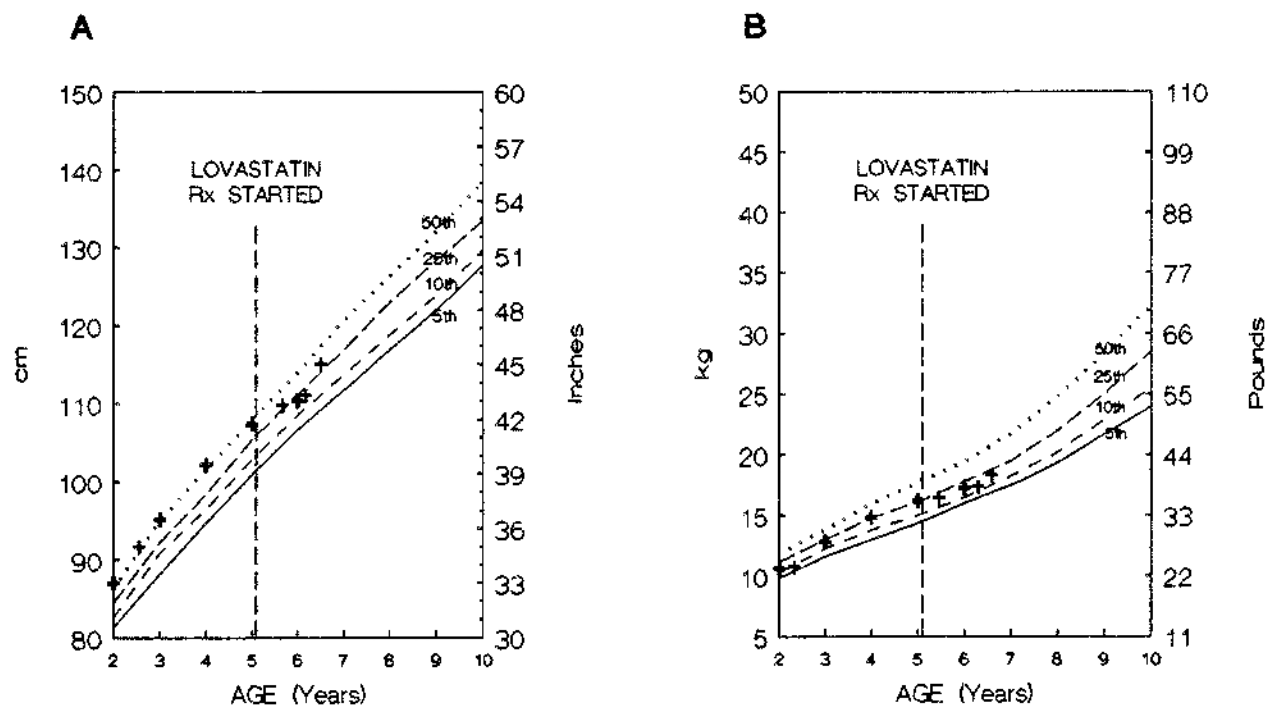 A
150
140
130
120
110
100
90
80
cm
LOVASTATIN
Rx STARTED
50th
25th
10th
5th
60
57
54
51
48
45
42
39
36
33
30
Inches
2 3 4 5 6 7 8 9 10
AGE (Years)
B
50
45
40
35
30
25
20
15
10
5
kg
LOVASTATIN
Rx STARTED
50th
25th
10th
5th
110
99
88
77
66
55
44
33
22
11
Pounds
2 3 4 5 6 7 8 9 10
AGE (Years)